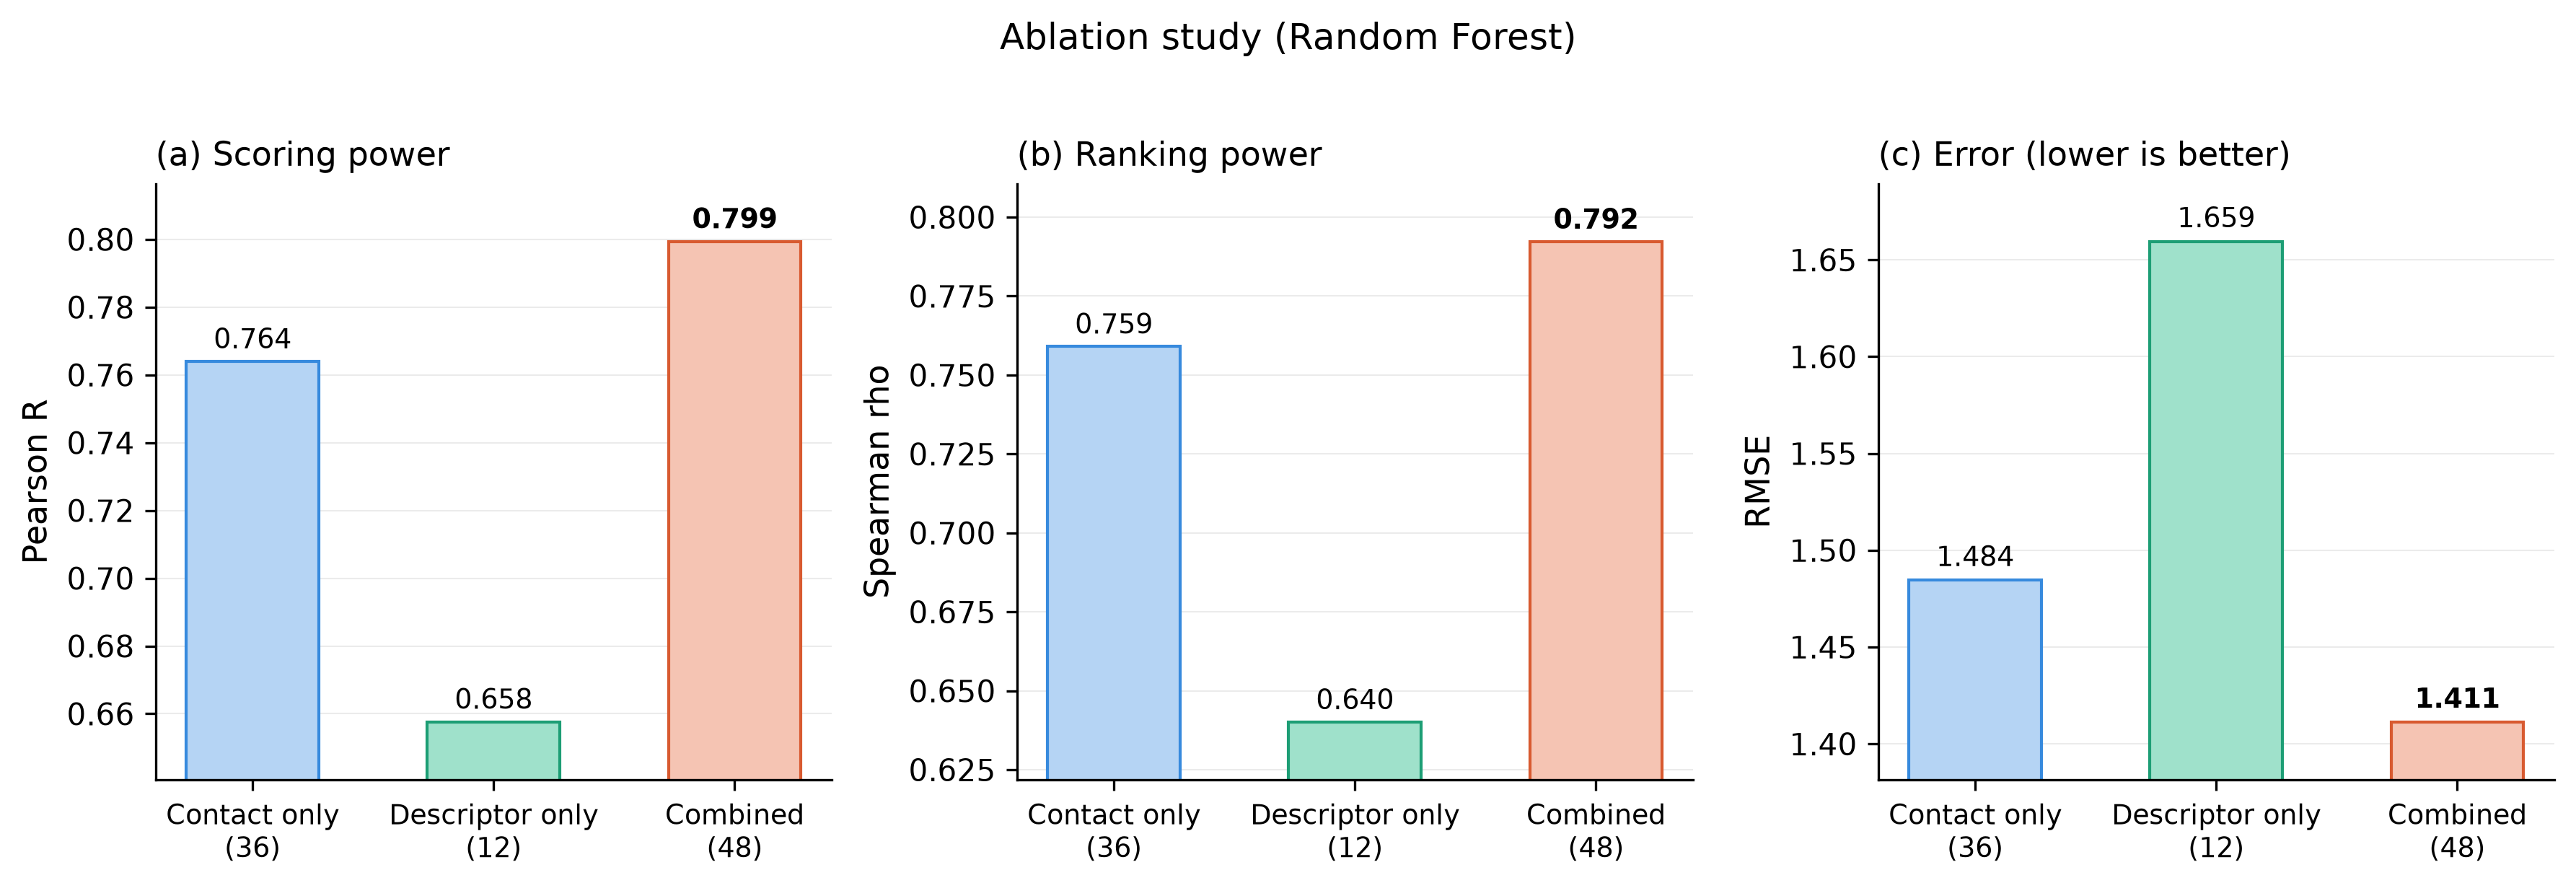 Ablation study (Random Forest)
(a) Scoring power
Pearson R
0.80
0.78
0.76
0.74
0.72
0.70
0.68
0.66
0.764
0.658
0.799
Contact only
(36)
Descriptor only
(12)
Combined
(48)
(b) Ranking power
Spearman rho
0.800
0.775
0.750
0.725
0.700
0.675
0.650
0.625
0.759
0.640
0.792
Contact only
(36)
Descriptor only
(12)
Combined
(48)
(c) Error (lower is better)
RMSE
1.65
1.60
1.55
1.50
1.45
1.40
1.484
1.659
1.411
Contact only
(36)
Descriptor only
(12)
Combined
(48)